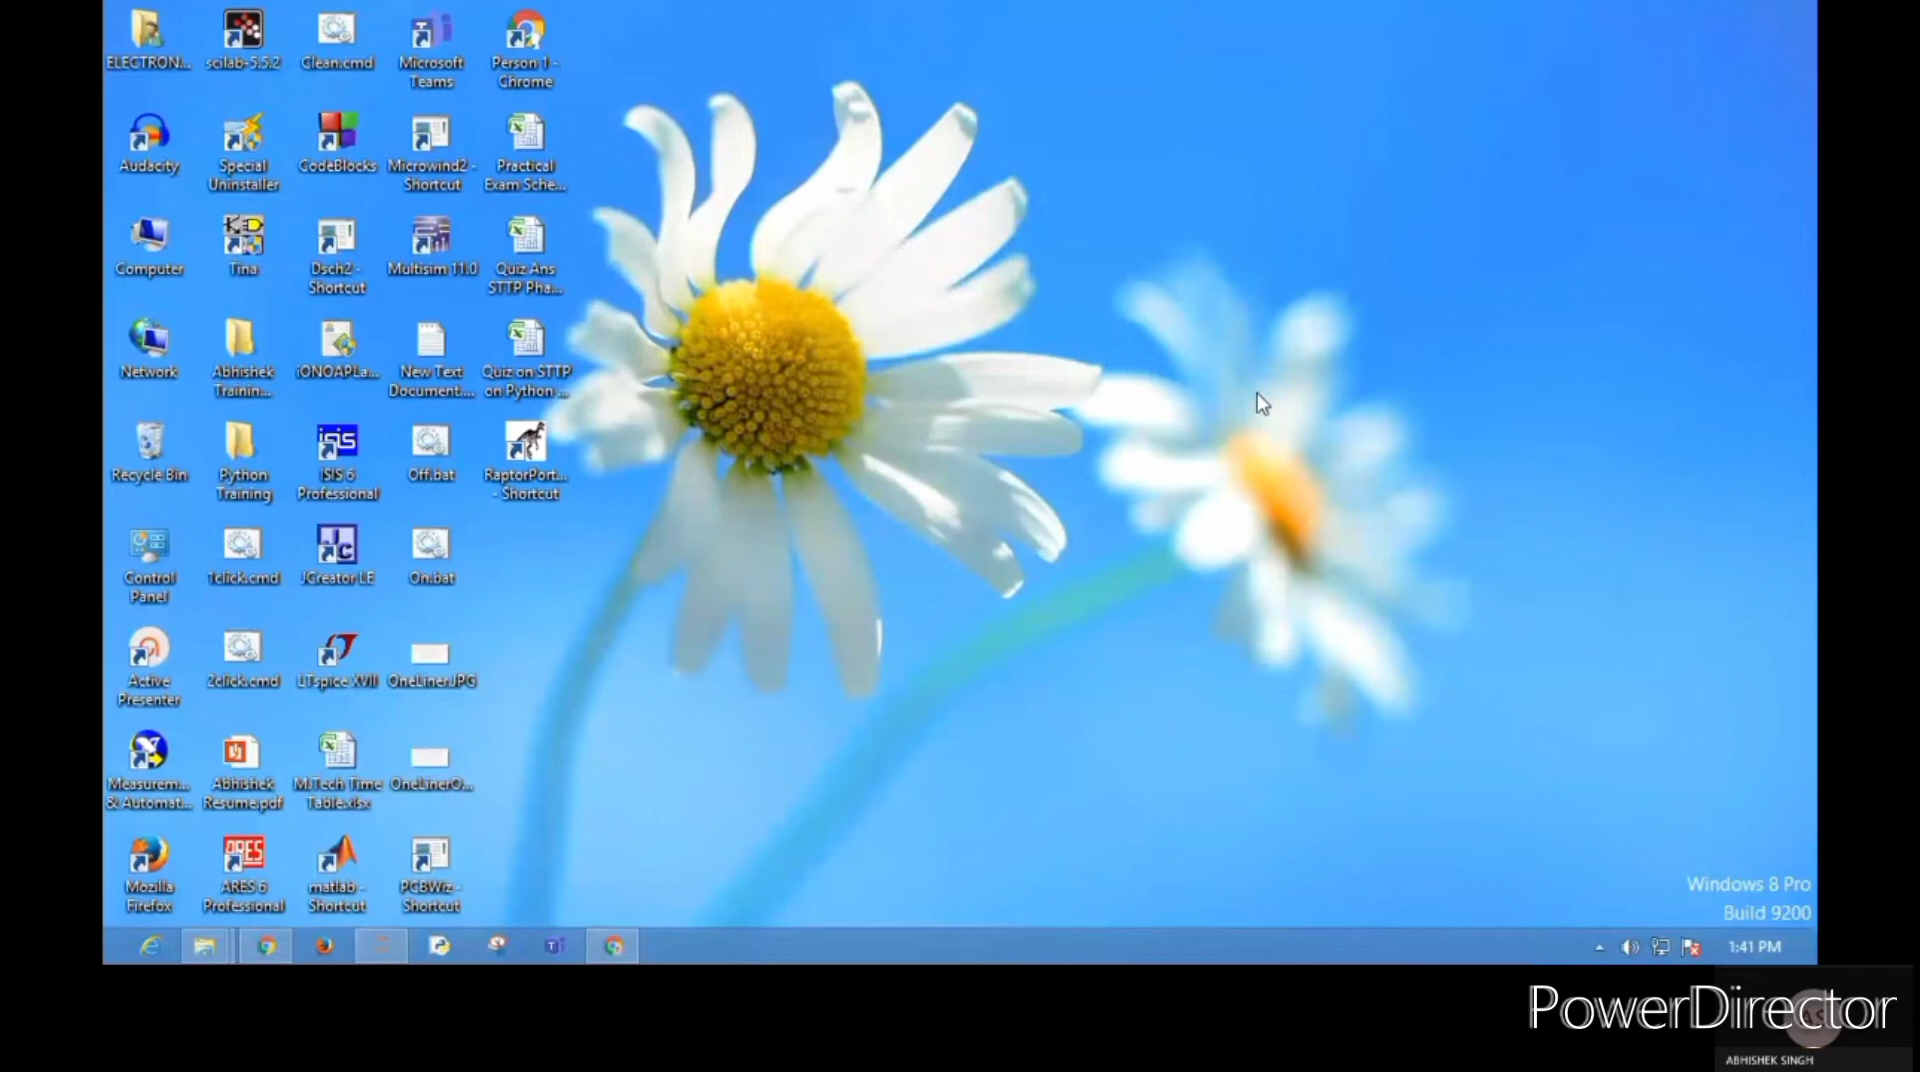 ELECTRON...
scilab-5.5.2
Clean.cmd
Microsoft
Teams
Person 1 -
Chrome
Audacity
Special
Uninstaller
CodeBlocks
Microwind2 -
Shortcut
Practical
Exam Sche...
Computer
Tina
Dsch2 -
Shortcut
Multisim 11.0
Quiz Ans
STTP Pha...
Network
Abhishek
Trainin...
iONOAPLa...
New Text
Document....
Quiz on STTP
on Python ...
Recycle Bin
Python
Training
isis
ISIS 6
Professional
Off.bat
RaptorPort...
- Shortcut
Control
Panel
1click.cmd
JC
JCreator LE
On.bat
Active
Presenter
2click.cmd
LTspice XVII
OneLiner.JPG
Measurem...
& Automat...
Abhishek
Resume.pdf
M.Tech Time
Table.xlsx
OneLinerO...
Mozilla
Firefox
ARES
ARES 6
Professional
matlab -
Shortcut
PCBWiz -
Shortcut
Windows 8 Pro
Build 9200
1:41 PM
PowerDirector
AS
ABHISHEK SINGH